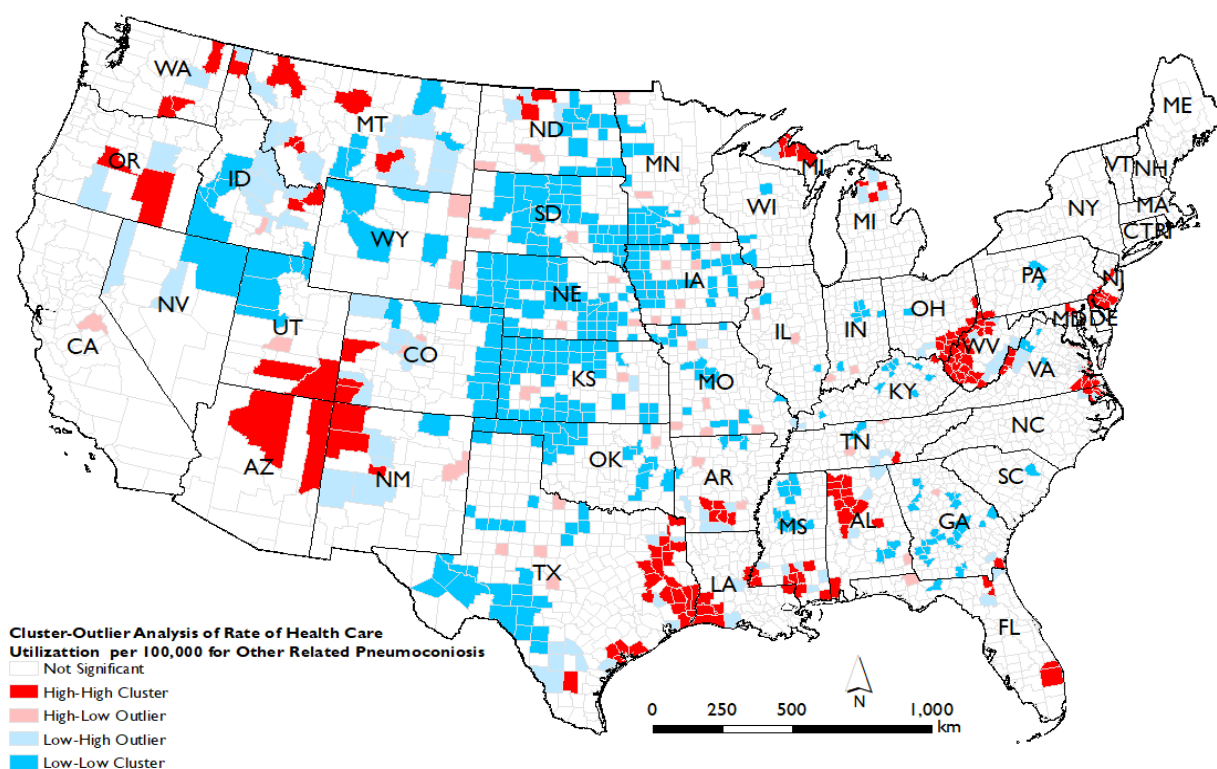 WA
MT
ND
MN
ME
OR
ID
SD
WI
MI
MI
VT
NH
NY
MA
CT
RI
WY
IA
PA
NJ
NV
NE
IL
IN
OH
MD
DE
CA
UT
CO
KS
MO
WV
VA
KY
AZ
NM
OK
AR
TN
NC
SC
MS
AL
GA
TX
LA
FL
Cluster-Outlier Analysis of Rate of Health Care
Utilizatton per 100,000 for Other Related Pneumoconiosis
Not Significant
High-High Cluster
High-Low Outlier
Low-High Outlier
Low-Low Cluster
N
0 250 500 1,000
km